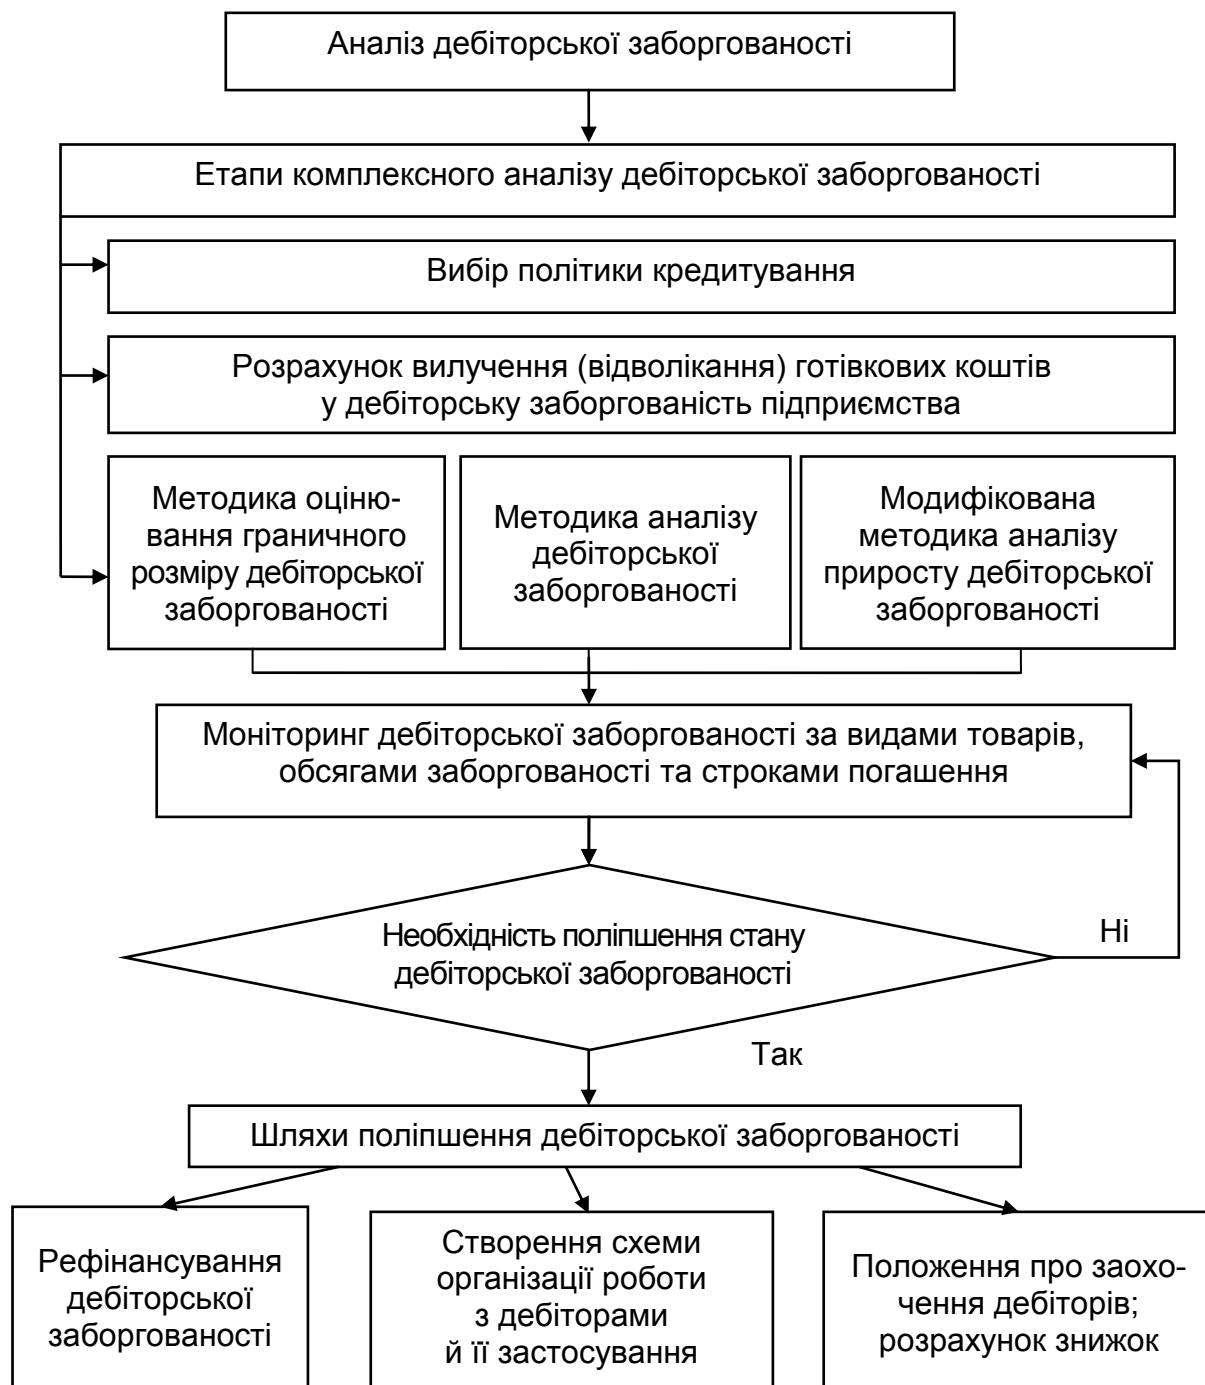 Аналіз дебіторської заборгованості
Етапи комплексного аналізу дебіторської заборгованості
Вибір політики кредитування
Розрахунок вилучення (відволікання) готівкових коштів
у дебіторську заборгованість підприємства
Методика оціню-
вання граничного
розміру дебіторської
заборгованості
Методика аналізу
дебіторської
заборгованості
Модифікована
методика аналізу
приросту дебіторської
заборгованості
Моніторинг дебіторської заборгованості за видами товарів,
обсягами заборгованості та строками погашення
Необхідність поліпшення стану
дебіторської заборгованості
Ні
Так
Шляхи поліпшення дебіторської заборгованості
Рефінансування
дебіторської
заборгованості
Створення схеми
організації роботи
з дебіторами
й її застосування
Положення про заохо-
чення дебіторів;
розрахунок знижок